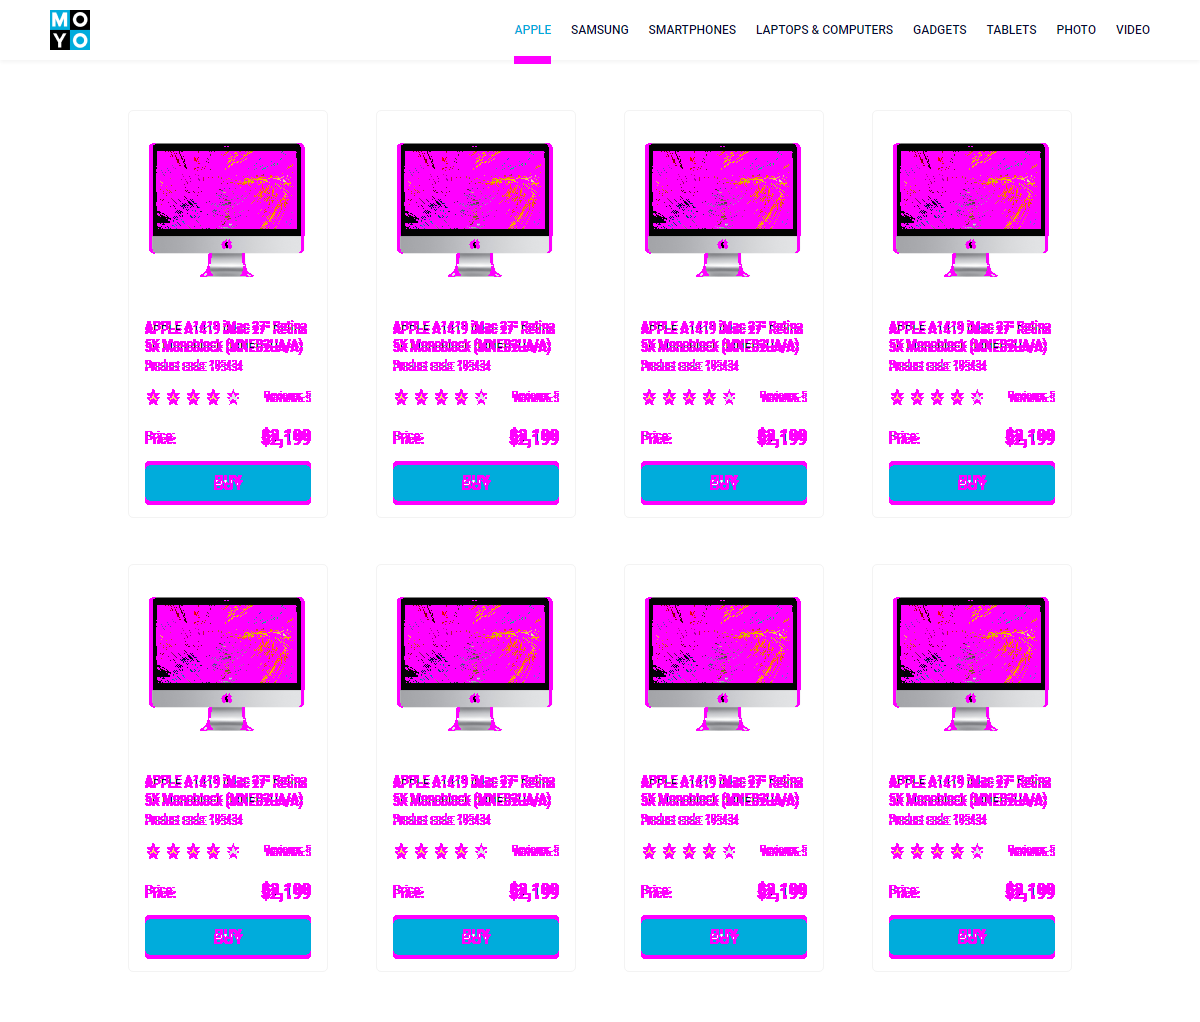 MO
YO
APPLE SAMSUNG SMARTPHONES LAPTOPS & COMPUTERS GADGETS TABLETS PHOTO VIDEO
APPLE A1419 iMac 27" Retina APPLE A1419 iMac 27" Retina APPLE A1419 iMac 27" Retina APPLE A1419 iMac 27" Retina
5K Monoblock (MNED2UA/A) 5K Monoblock (MNED2UA/A) 5K Monoblock (MNED2UA/A) 5K Monoblock (MNED2UA/A)
Product code: 195434 Product code: 195434 Product code: 195434 Product code: 195434
Reviews: 5 Reviews: 5 Reviews: 5 Reviews: 5
Price: $2,199 Price: $2,199 Price: $2,199 Price: $2,199
BUY BUY BUY BUY
APPLE A1419 iMac 27" Retina APPLE A1419 iMac 27" Retina APPLE A1419 iMac 27" Retina APPLE A1419 iMac 27" Retina
5K Monoblock (MNED2UA/A) 5K Monoblock (MNED2UA/A) 5K Monoblock (MNED2UA/A) 5K Monoblock (MNED2UA/A)
Product code: 195434 Product code: 195434 Product code: 195434 Product code: 195434
Reviews: 5 Reviews: 5 Reviews: 5 Reviews: 5
Price: $2,199 Price: $2,199 Price: $2,199 Price: $2,199
BUY BUY BUY BUY